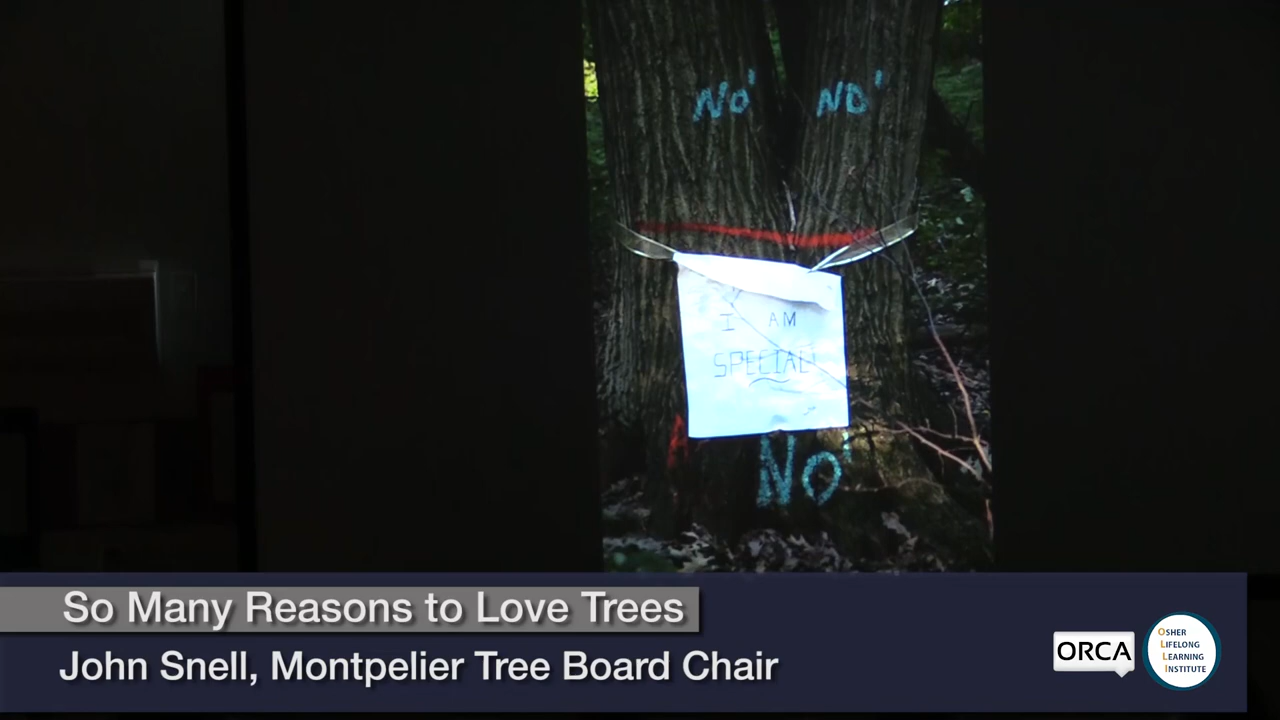 NO' NO'
I AM
SPECIAL!
NO'
So Many Reasons to Love Trees
John Snell, Montpelier Tree Board Chair
ORCA
OSHER
LIFELONG
LEARNING
INSTITUTE